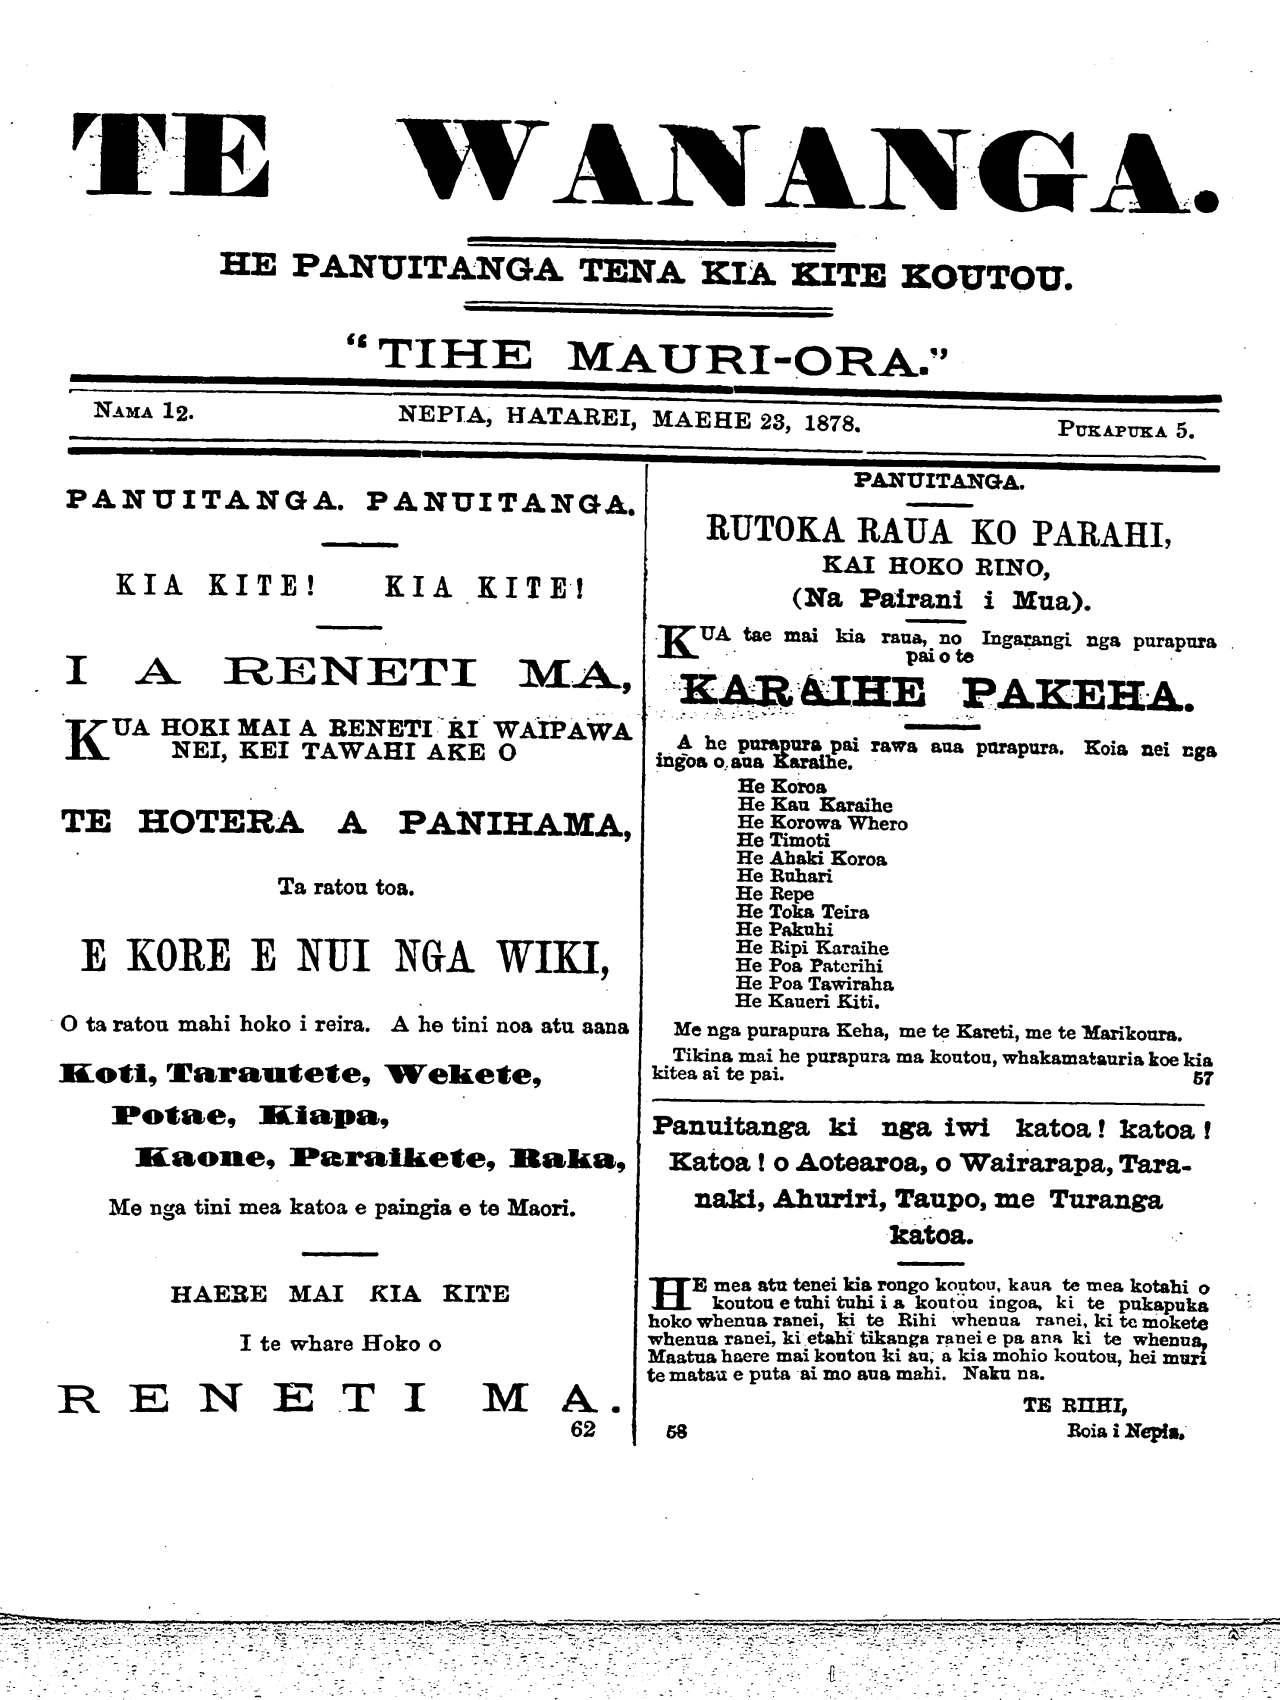 TE WANANGA.
HE PANUITANGA TENA KIA KITE KOUTOU.
"TIHE MAURI-ORA."
NAMA 12.
NEPIA, HATAREI, MAEHE 23, 1878.
PUKAPUKA 5.
PANUITANGA. PANUITANGA.
KIA KITE! KIA KITE!
I A RENETI MA,
KUA HOKI MAI A RENETI KI WAIPAWA
NEI, KEI TAWAHI AKE O
TE HOTERA A PANIHAMA,
Ta ratou toa.
E KORE E NUI NGA WIKI,
O ta ratou mahi hoko i reira. A he tini noa atu aana
Koti, Tarautete, Wekete,
Potae, Kiapa,
Kaone, Paraikete, Raka,
Me nga tini mea katoa e paingia e te Maori.
HAERE MAI KIA KITE
I te whare Hoko o
RENETI MA.
62
PANUITANGA.
RUTOKA RAUA KO PARAHI,
KAI HOKO RINO,
(Na Pairani i Mua).
KUA tae mai kia raua, no Ingarangi nga purapura
pai o te
KARAIHE PAKEHA.
A he purapura pai rawa aua purapura. Koia nei nga
ingoa o aua Karaihe.
He Koroa
He Kau Karaihe
He Korowa Whero
He Timoti
He Ahaki Koroa
He Ruhari
He Repe
He Toka Teira
He Pakuhi
He Ripi Karaihe
He Poa Paterihi
He Poa Tawiraha
He Kaueri Kiti.
Me nga purapura Keha, me te Kareti, me te Marikoura.
Tikina mai he purapura ma koutou, whakamatauria koe kia
kitea ai te pai. 57
Panuitanga ki nga iwi katoa! katoa!
Katoa! o Aotearoa, o Wairarapa, Tara-
naki, Ahuriri, Taupo, me Turanga
katoa.
HE mea atu tenei kia rongo koutou, kaua te mea kotahi o
koutou e tuhi tuhi i a koutou ingoa, ki te pukapuka
hoko whenua ranei, ki te Rihi whenua ranei, ki te mokete
whenua ranei, ki etahi tikanga ranei e pa ana ki te whenua,
Maatua haere mai koutou ki au, a kia mohio koutou, hei muri
te matau e puta ai mo aua mahi. Naku na.
TE RIIHI,
58 Roia i Nepia.